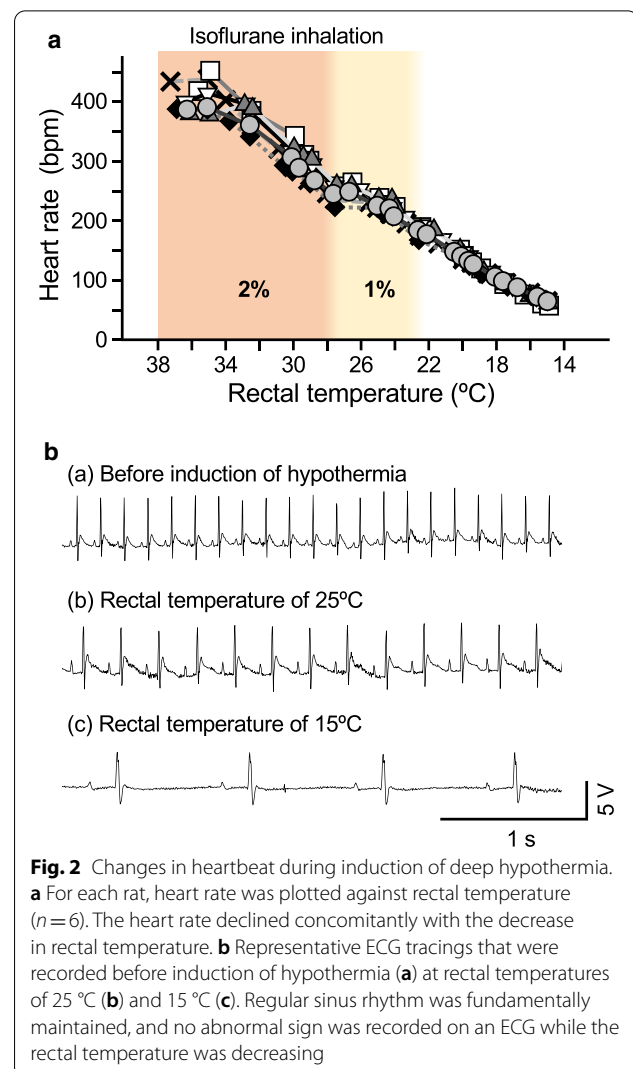 a
Isoflurane inhalation
Heart rate (bpm)
400
300
200
100
0
2%
1%
38 34 30 26 22 18 14
Rectal temperature (ºC)
b
(a) Before induction of hypothermia
(b) Rectal temperature of 25ºC
(c) Rectal temperature of 15ºC
5 V
1 s
Fig. 2 Changes in heartbeat during induction of deep hypothermia.
a For each rat, heart rate was plotted against rectal temperature
(n = 6). The heart rate declined concomitantly with the decrease
in rectal temperature. b Representative ECG tracings that were
recorded before induction of hypothermia (a) at rectal temperatures
of 25 °C (b) and 15 °C (c). Regular sinus rhythm was fundamentally
maintained, and no abnormal sign was recorded on an ECG while the
rectal temperature was decreasing